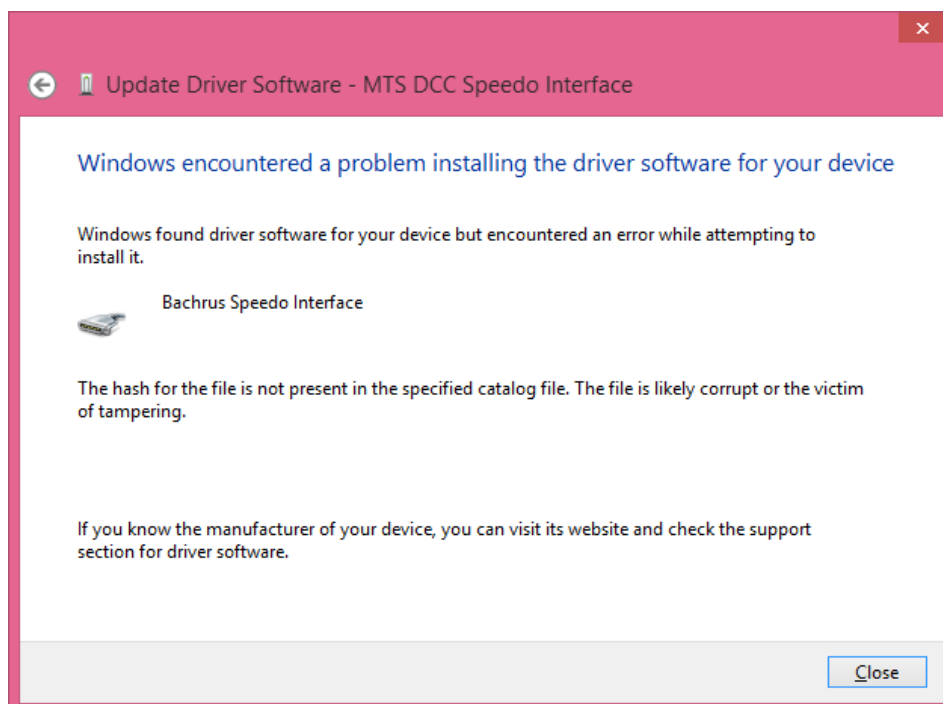 Update Driver Software - MTS DCC Speedo Interface
Windows encountered a problem installing the driver software for your device
Windows found driver software for your device but encountered an error while attempting to
install it.
Bachrus Speedo Interface
The hash for the file is not present in the specified catalog file. The file is likely corrupt or the victim
of tampering.
If you know the manufacturer of your device, you can visit its website and check the support
section for driver software.
Close